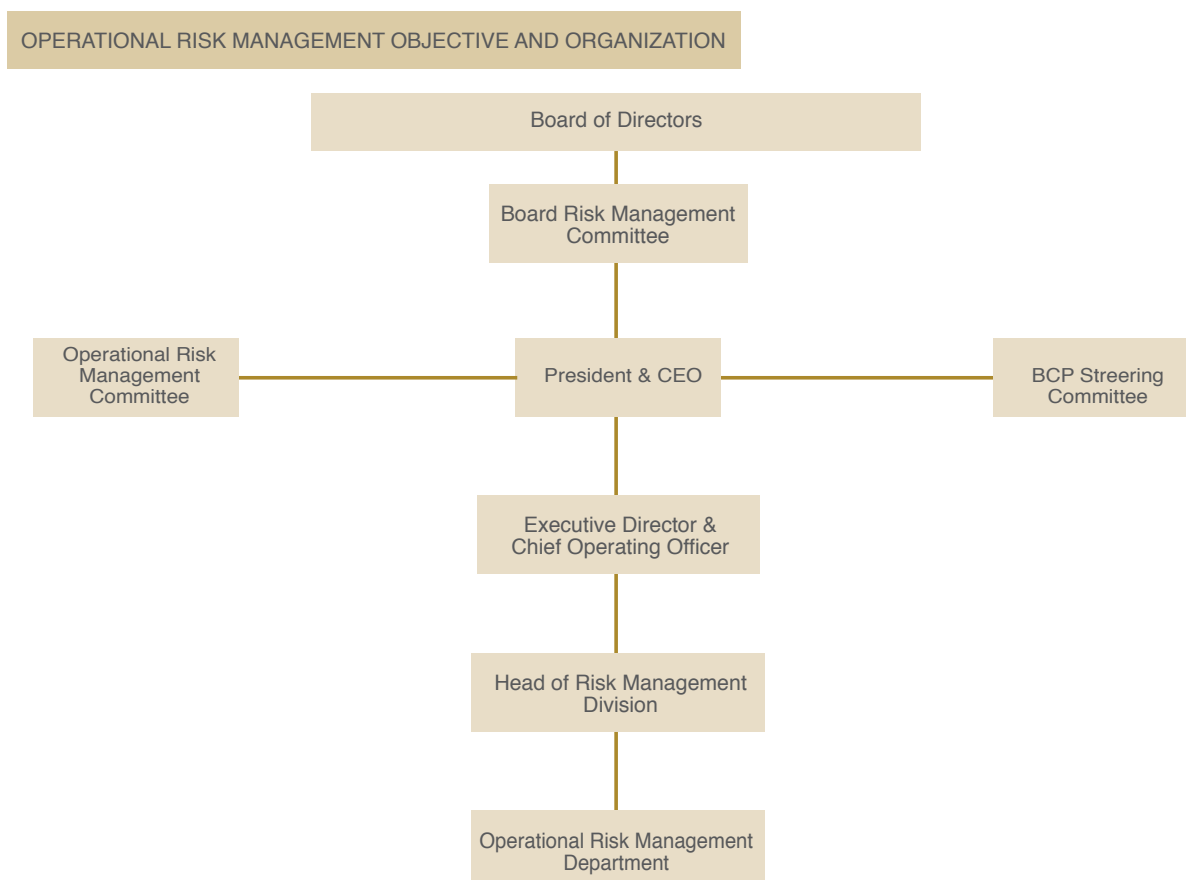 OPERATIONAL RISK MANAGEMENT OBJECTIVE AND ORGANIZATION
Board of Directors
Board Risk Management
Committee
Operational Risk
Management
Committee
President & CEO
BCP Streering
Committee
Executive Director &
Chief Operating Officer
Head of Risk Management
Division
Operational Risk Management
Department